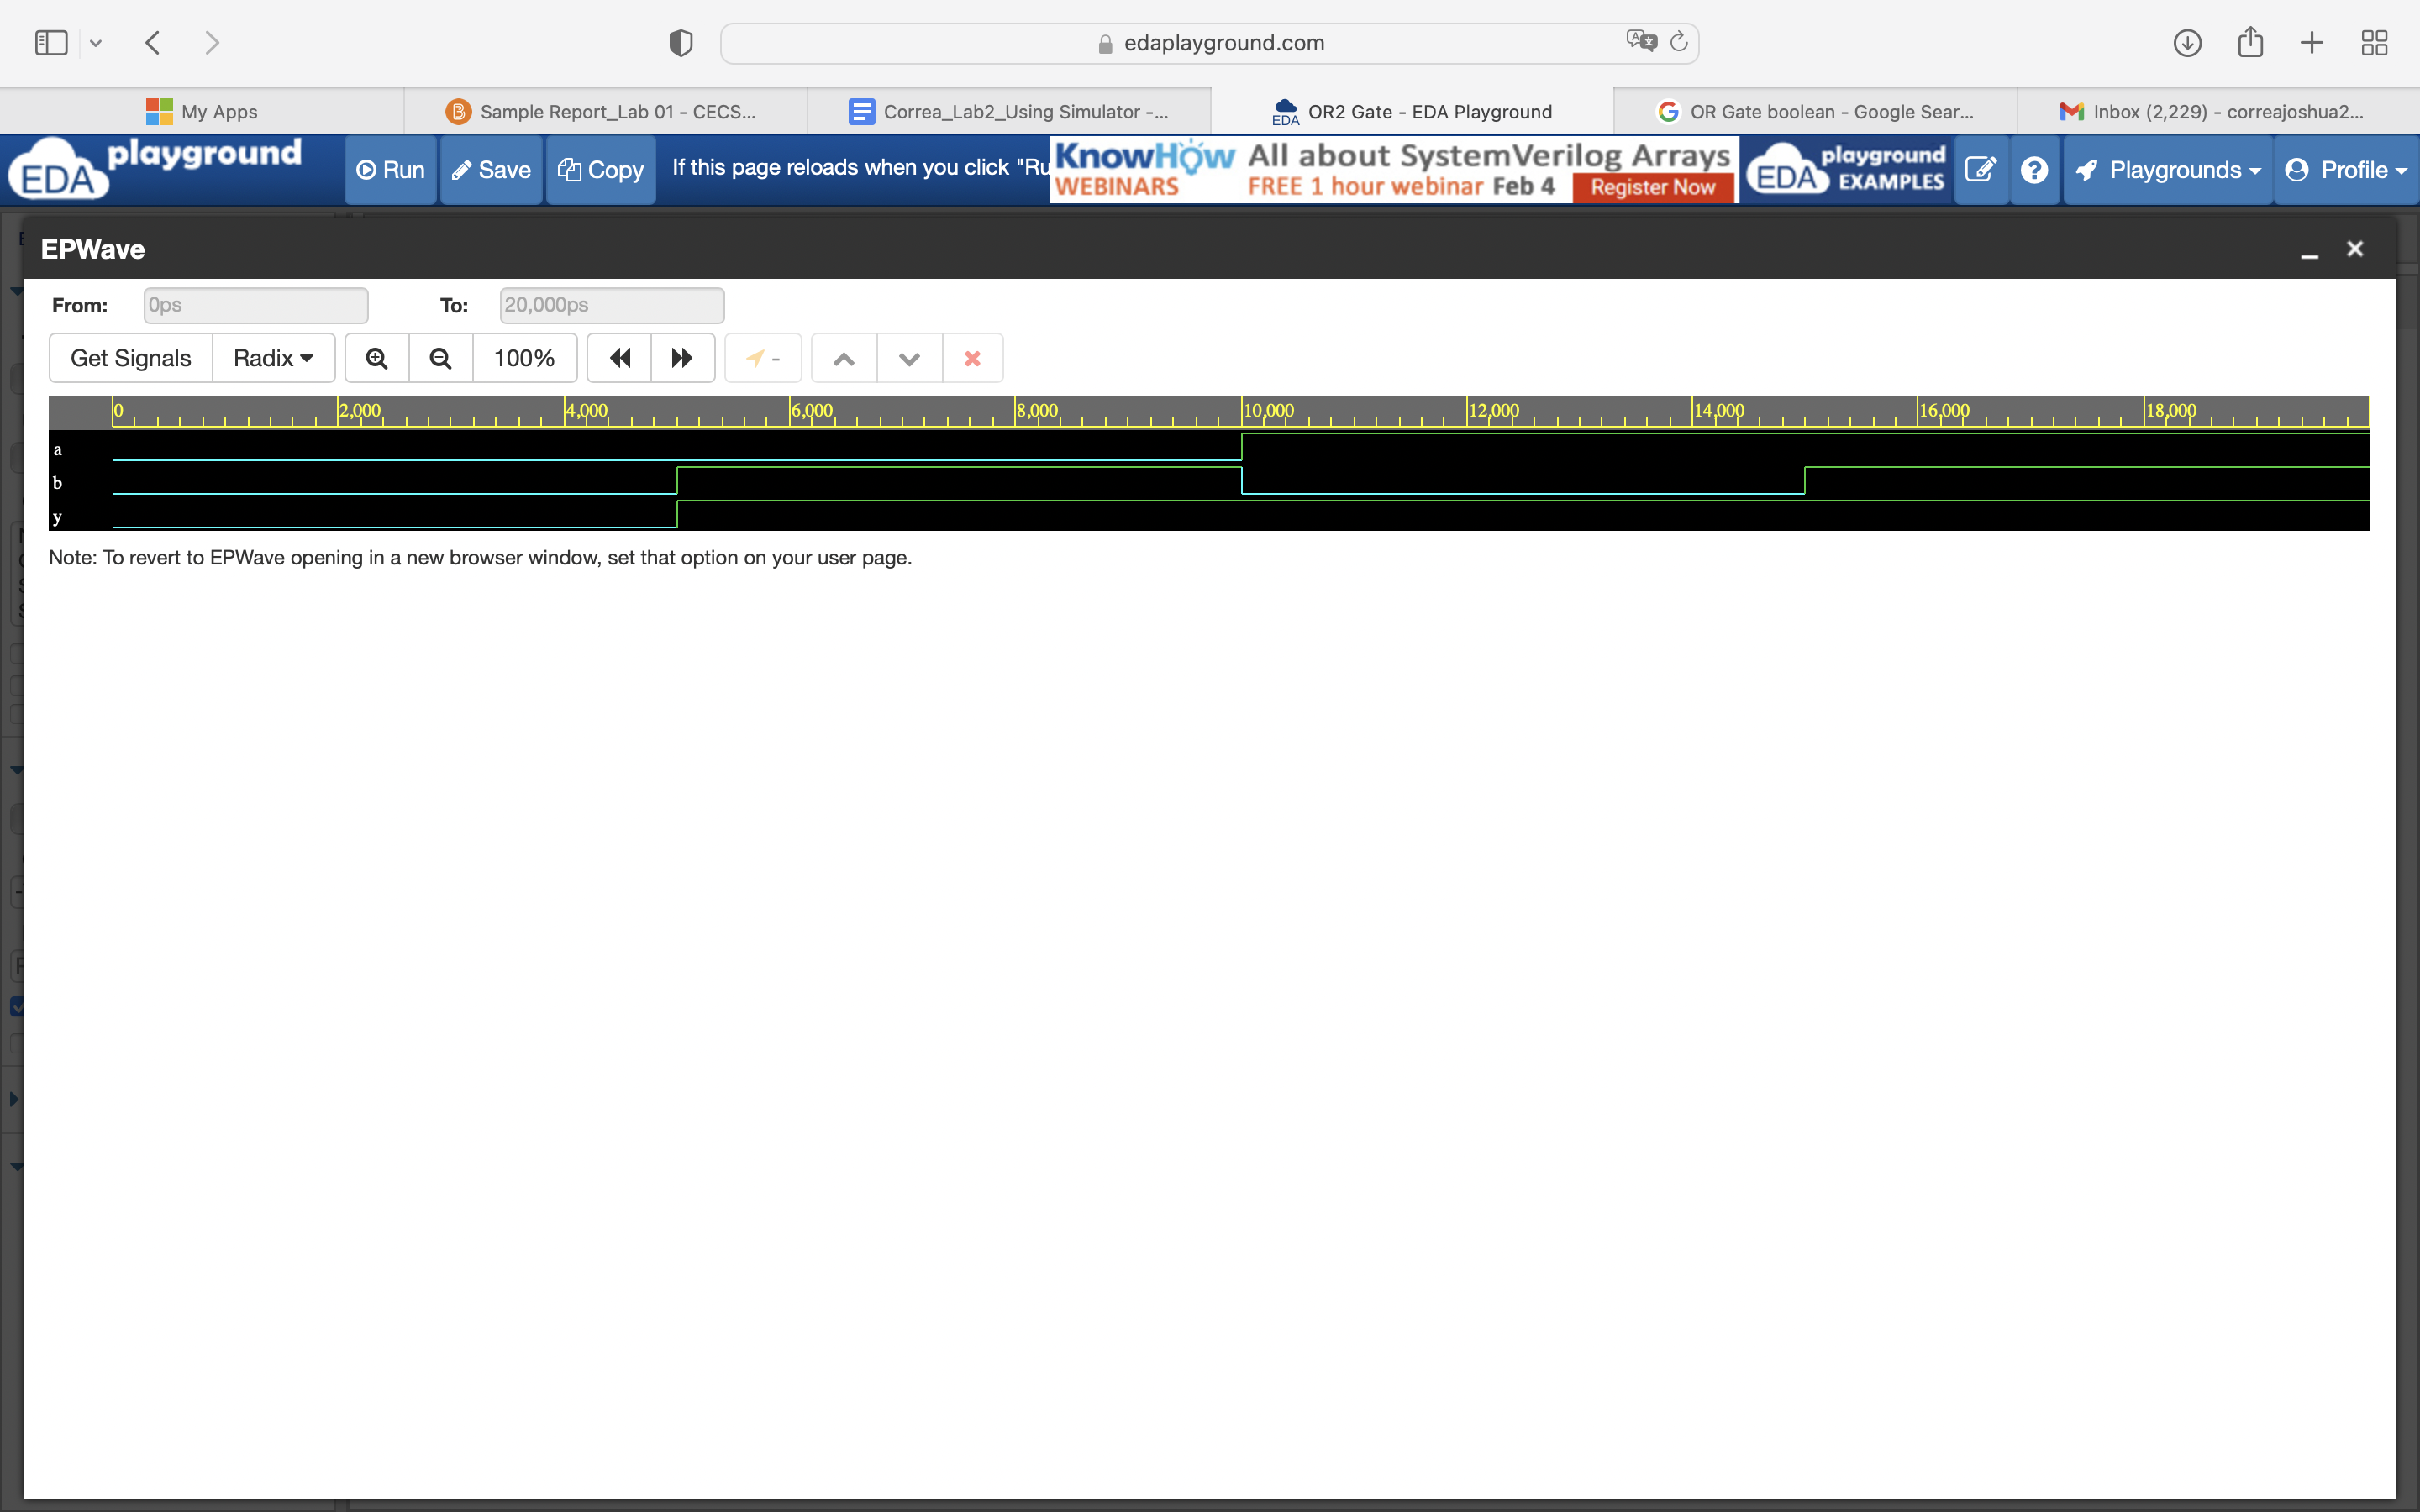 edaplayground.com
My Apps
Sample Report_Lab 01 - CECS...
Correa_Lab2_Using Simulator -...
EDA
OR2 Gate - EDA Playground
OR Gate boolean - Google Sear...
Inbox (2,229) - correajoshua2...
EDA playground
Run
Save
Copy
If this page reloads when you click "Ru
KnowHow
WEBINARS
All about SystemVerilog Arrays
FREE 1 hour webinar Feb 4
Register Now
EDA playground
EXAMPLES
Playgrounds
Profile
EPWave
From: 0ps To: 20,000ps
Get Signals Radix 100% -
0 2,000 4,000 6,000 8,000 10,000 12,000 14,000 16,000 18,000
a
b
y
Note: To revert to EPWave opening in a new browser window, set that option on your user page.